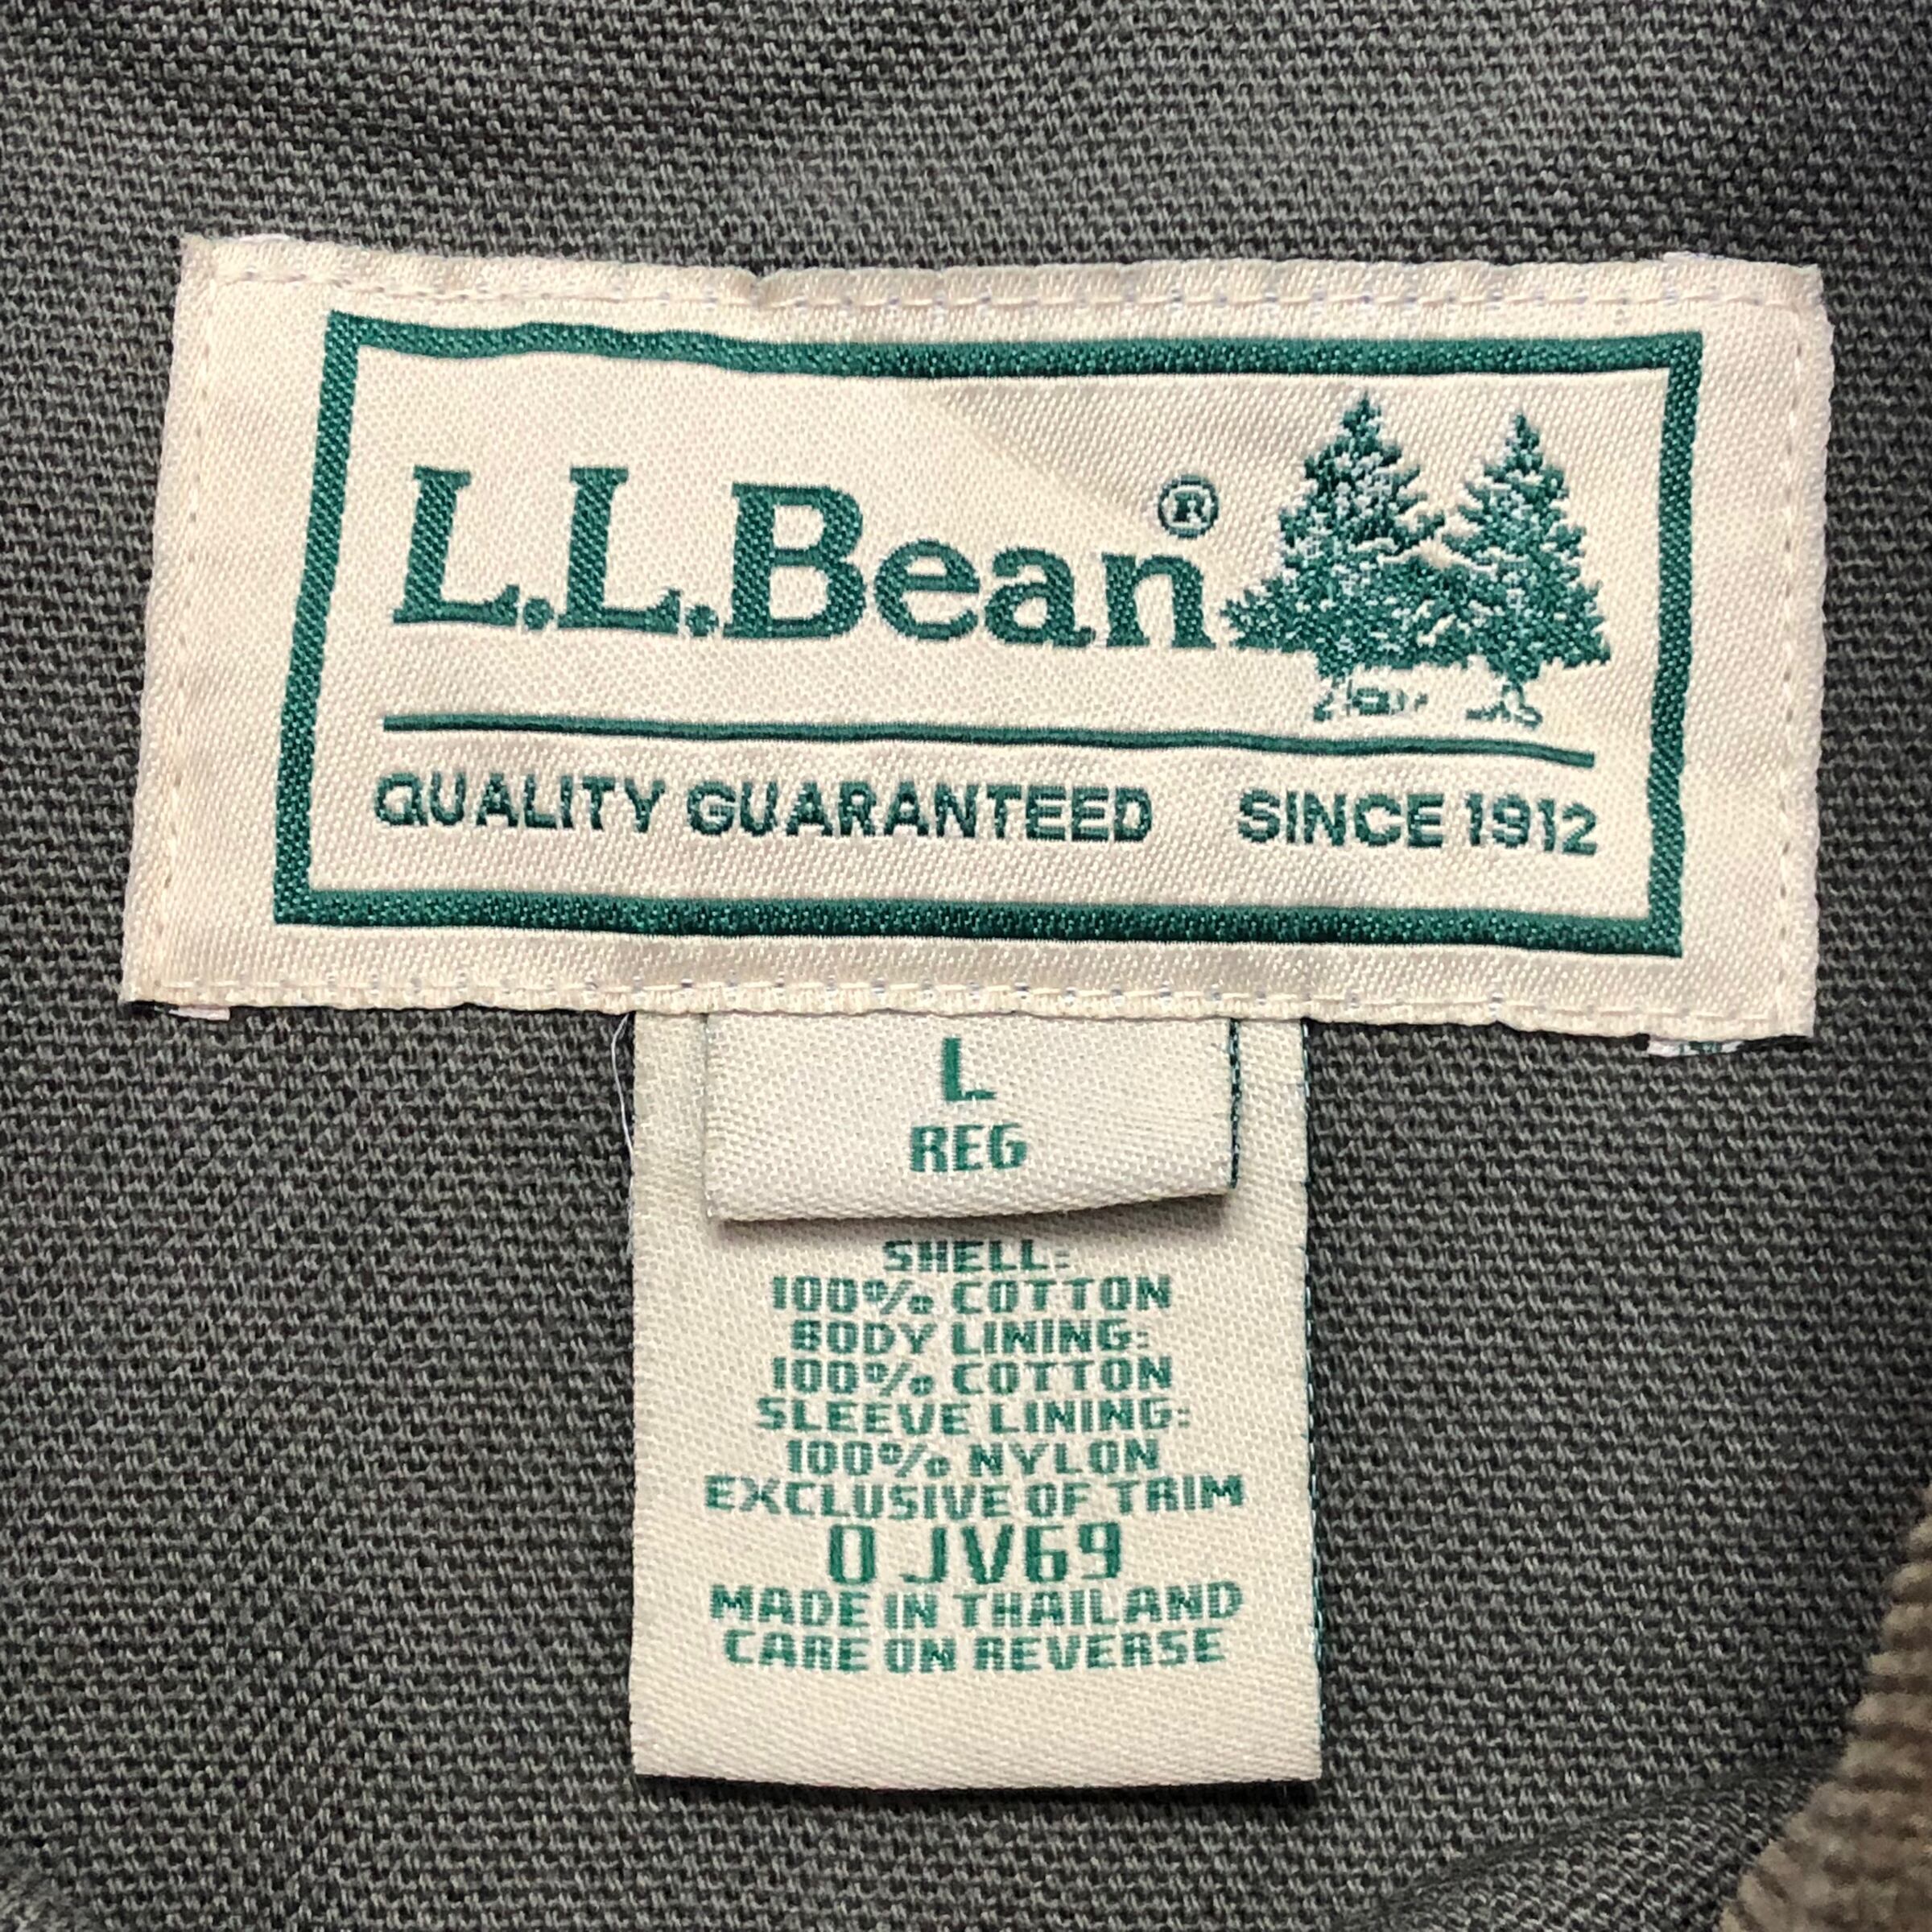 L.L.Bean®
QUALITY GUARANTEED SINCE 1912
L
REG
SHELL:
100% COTTON
BODY LINING:
100% COTTON
SLEEVE LINING:
100% NYLON
EXCLUSIVE OF TRIM
0 JV69
MADE IN THAILAND
CARE ON REVERSE